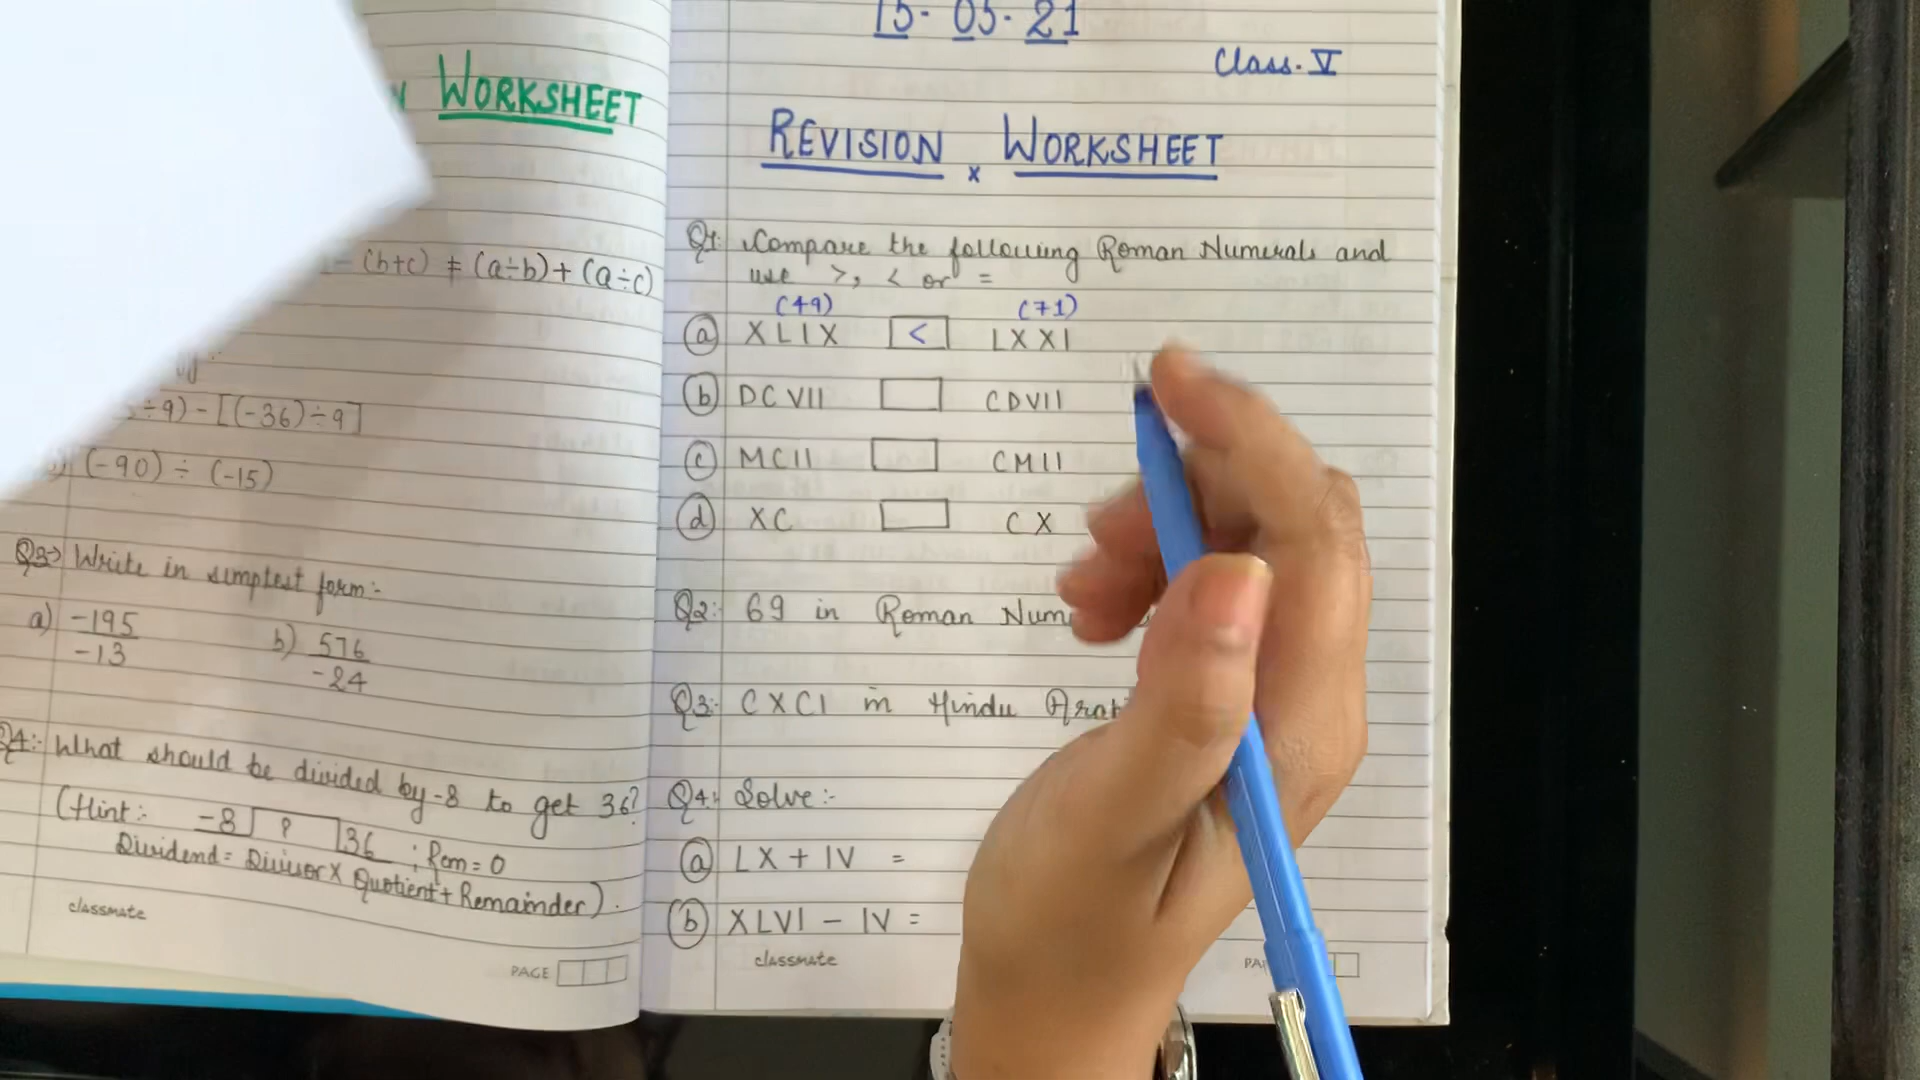 WORKSHEET
(b+c) ≠ (a÷b)+(a÷c)
÷9) - [(-36)÷9]
(-90) ÷ (-15)
Q3> Write in simplest form:-
a) -195
-13
b) 576
-24
Q4:- What should be divided by -8 to get 36?
(Hint:- -8 ) ? ( 36 ; Rem = 0
Dividend = Divisor X Quotient + Remainder).
classmate
PAGE
15-05-21
Class. V
REVISION WORKSHEET
Q1: Compare the following Roman Numerals and
use >, < or =
(49) (71)
(a) XLIX < LXXI
(b) DCVII CDVII
(c) MCII CMII
(d) XC CX
Q2:- 69 in Roman
Q3:- CXCI in Hindu
Q4:- Solve:-
(a) LX + IV =
(b) XLVI - IV =
classmate